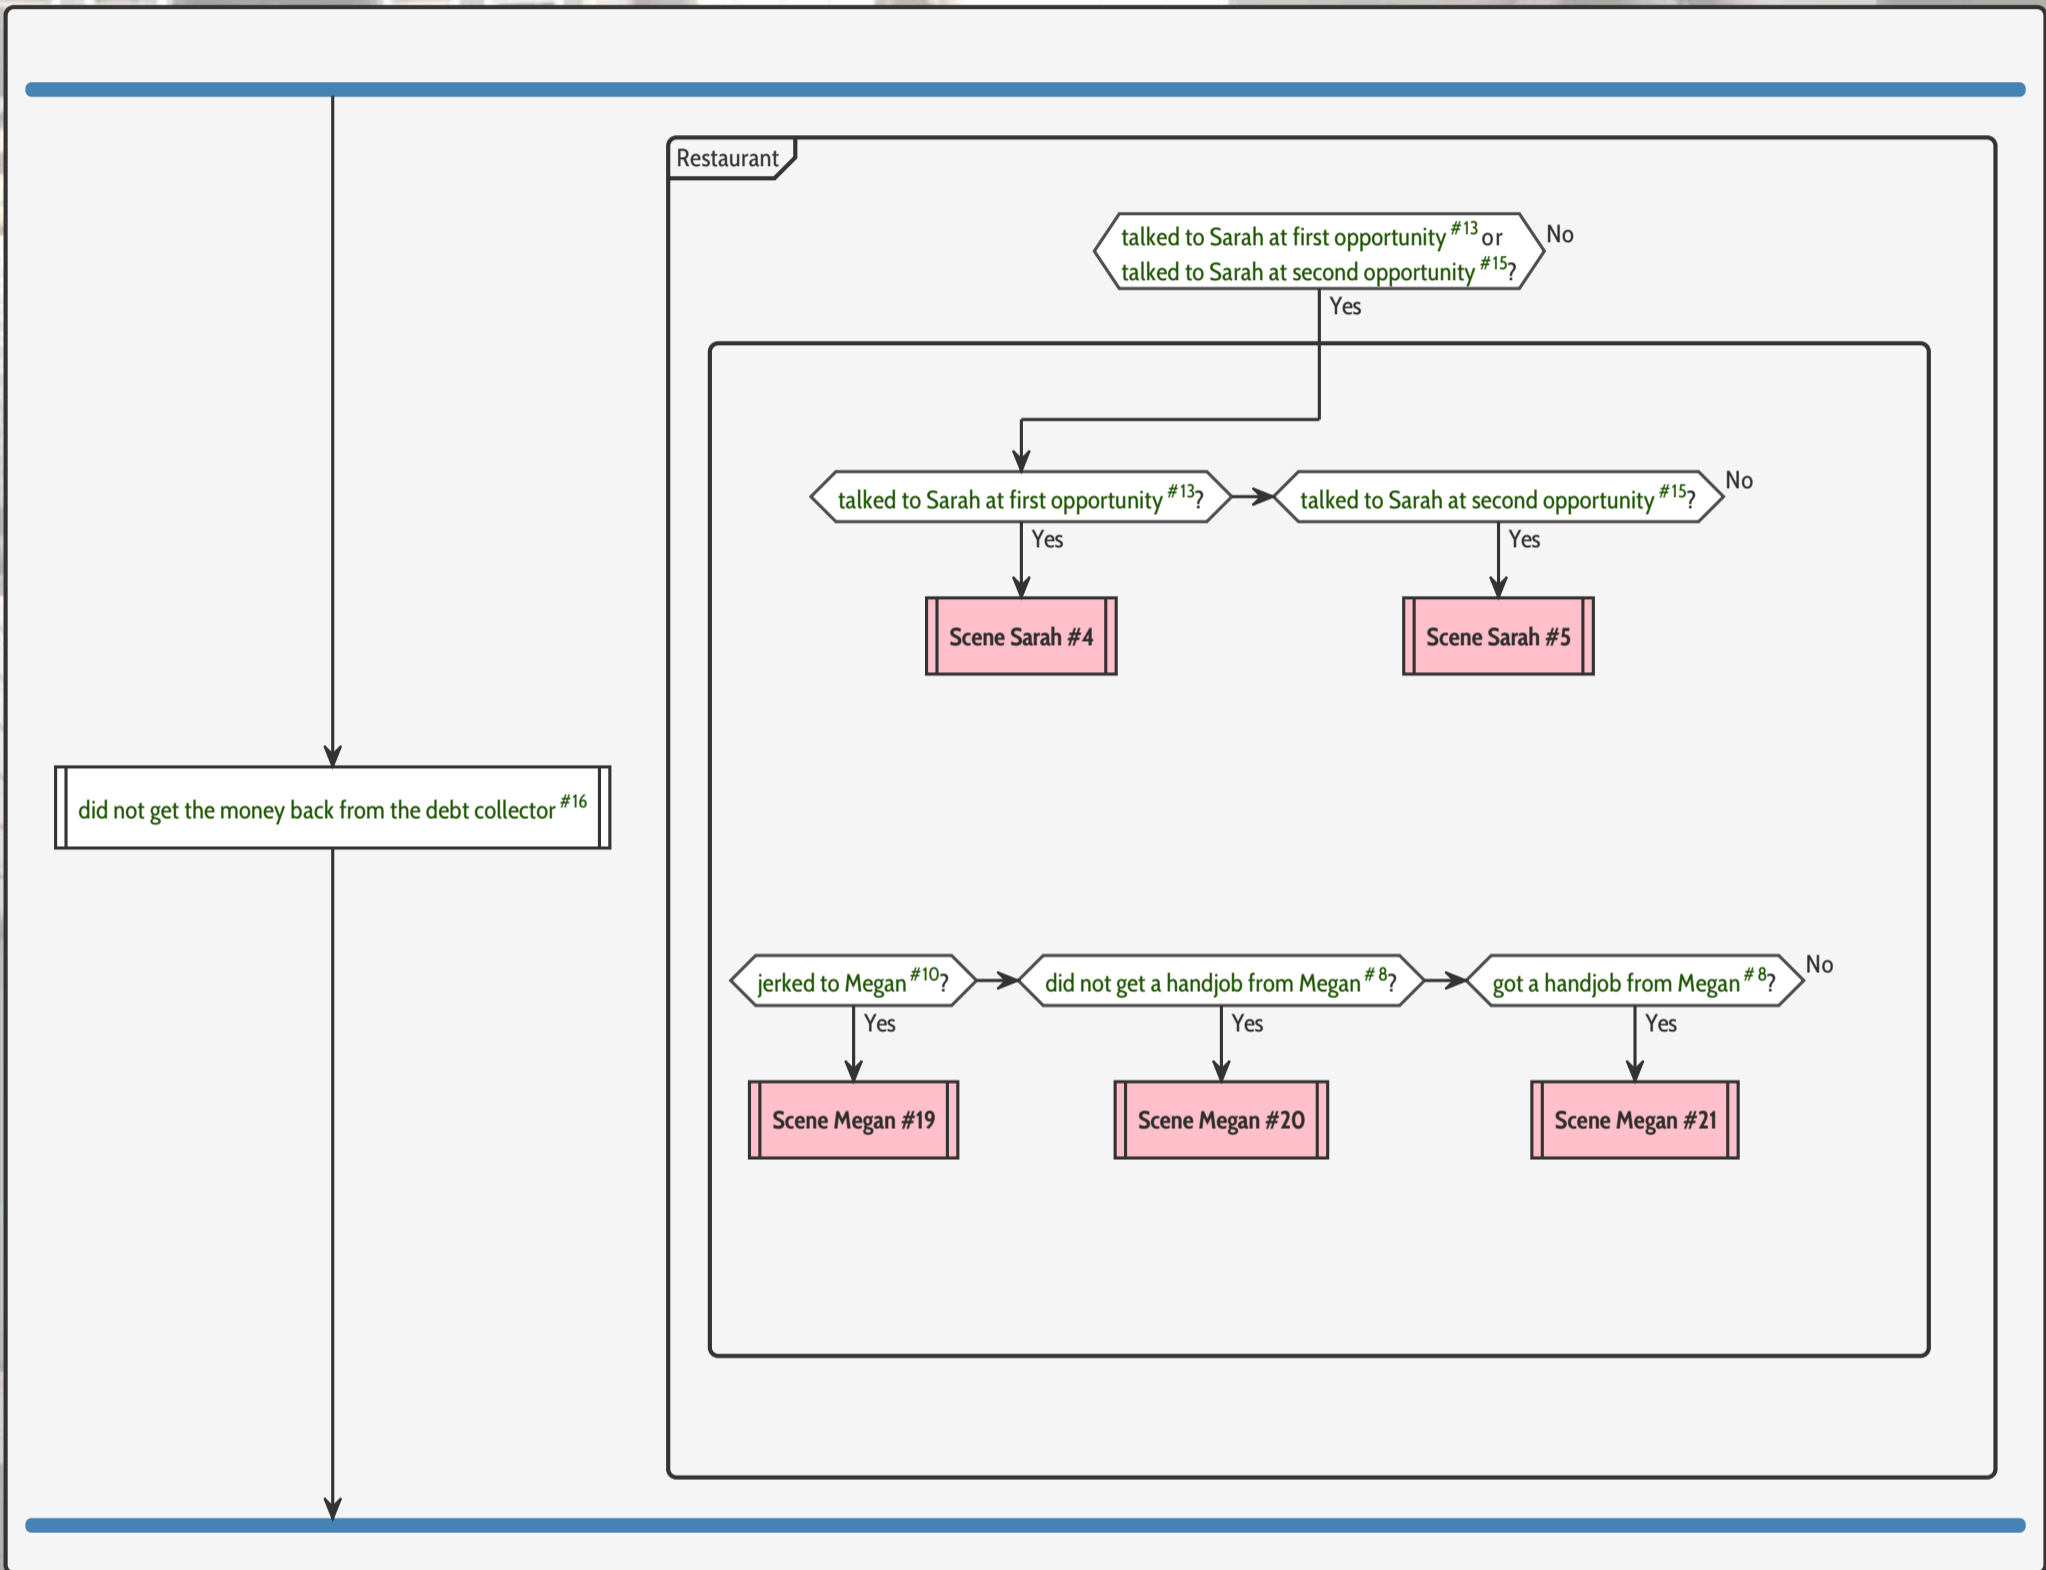 Restaurant
talked to Sarah at first opportunity #13 or
talked to Sarah at second opportunity #15?
No
Yes
talked to Sarah at first opportunity #13?
talked to Sarah at second opportunity #15?
No
Yes
Yes
Scene Sarah #4
Scene Sarah #5
did not get the money back from the debt collector #16
jerked to Megan #10?
did not get a handjob from Megan #8?
got a handjob from Megan #8?
No
Yes
Yes
Yes
Scene Megan #19
Scene Megan #20
Scene Megan #21